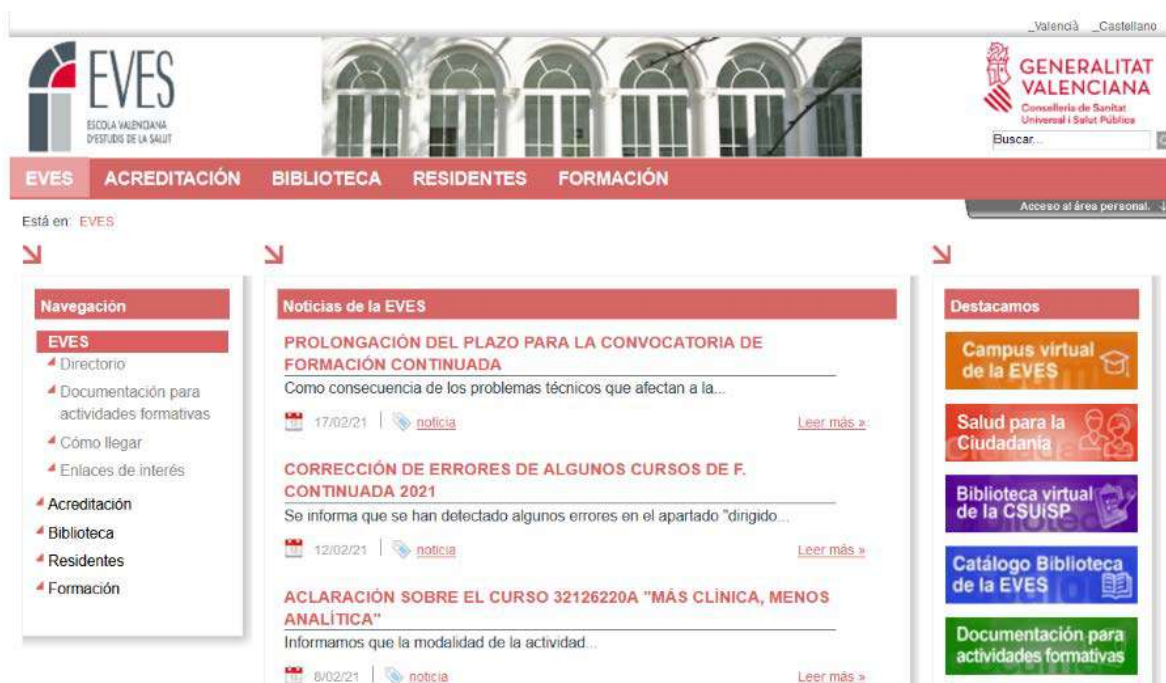 _Valencià _Castellano
EVES
ESCOLA VALENCIANA
D'ESTUDIS DE LA SALUT
GENERALITAT
VALENCIANA
Conselleria de Sanitat
Universal i Salut Pública
Buscar...
EVES ACREDITACIÓN BIBLIOTECA RESIDENTES FORMACIÓN
Está en: EVES
Acceso al área personal.
Navegación
EVES
Directorio
Documentación para
actividades formativas
Cómo llegar
Enlaces de interés
Acreditación
Biblioteca
Residentes
Formación
Noticias de la EVES
PROLONGACIÓN DEL PLAZO PARA LA CONVOCATORIA DE
FORMACIÓN CONTINUADA
Como consecuencia de los problemas técnicos que afectan a la...
17/02/21 | noticia Leer más »
CORRECCIÓN DE ERRORES DE ALGUNOS CURSOS DE F.
CONTINUADA 2021
Se informa que se han detectado algunos errores en el apartado "dirigido...
12/02/21 | noticia Leer más »
ACLARACIÓN SOBRE EL CURSO 32126220A "MÁS CLÍNICA, MENOS
ANALÍTICA"
Informamos que la modalidad de la actividad...
8/02/21 | noticia Leer más »
Destacamos
Campus virtual
de la EVES
Salud para la
Ciudadanía
Biblioteca virtual
de la CSUiSP
Catálogo Biblioteca
de la EVES
Documentación para
actividades formativas